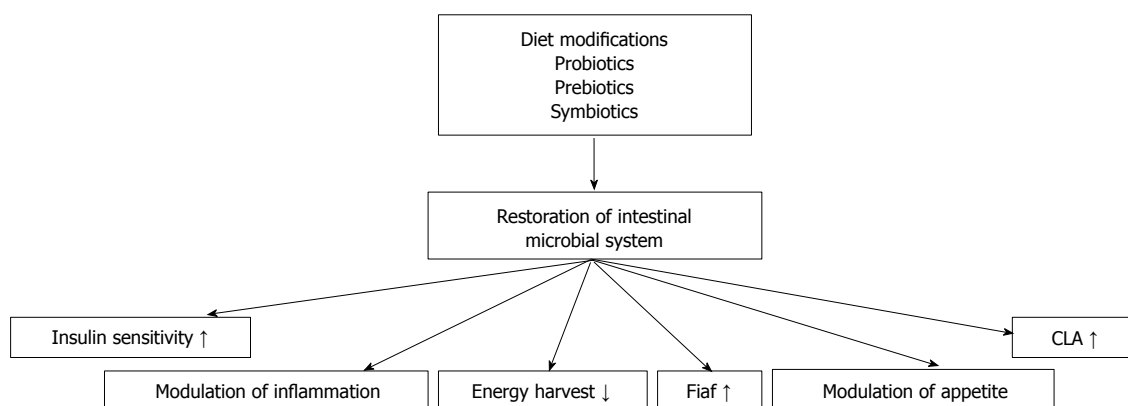 Diet modifications
Probiotics
Prebiotics
Symbiotics
Restoration of intestinal
microbial system
Insulin sensitivity ↑
CLA ↑
Modulation of inflammation
Energy harvest ↓
Fiaf ↑
Modulation of appetite